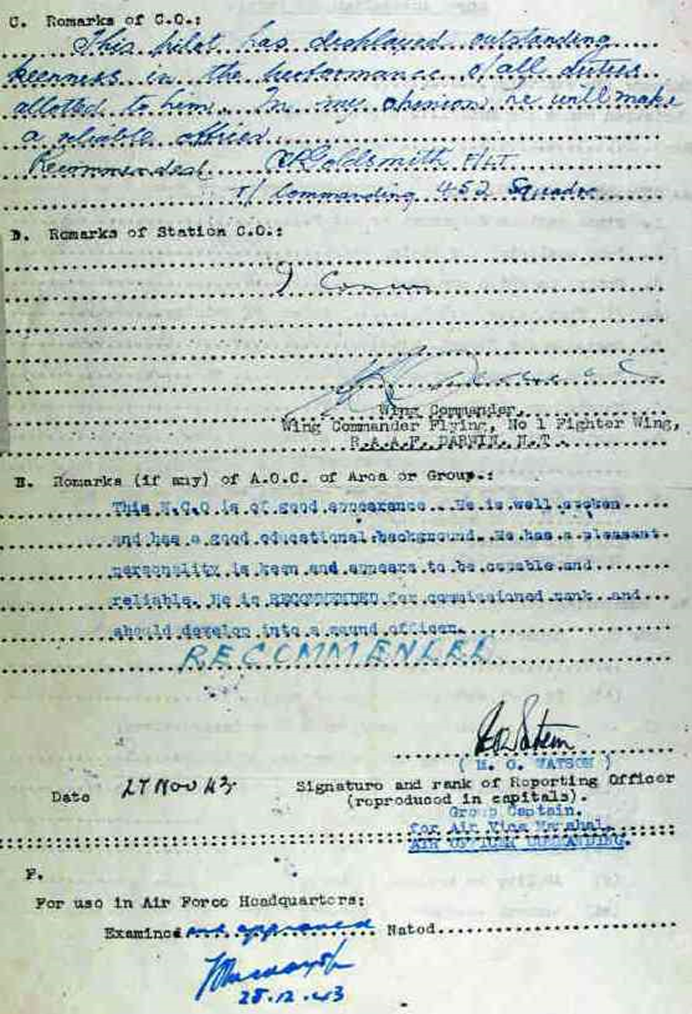 C. Remarks of C.O.:
This pilot has displayed outstanding
keenness in the performance of all duties
allotted to him. In my opinion he will make
a reliable officer.
Recommended. Goldsmith F/LT
T/ Commanding 452 Squadron
D. Remarks of Station C.O.:
I Concur
Wing Commander,
Wing Commander Flying, No 1 Fighter Wing,
R.A.A.F. DARWIN. N.T.
E. Remarks (if any) of A.O.C. of Area or Group.:
This N.C.O is of good appearance. He is well spoken
and has a good educational background. He has a pleasant
personality is keen and appears to be capable and
reliable. He is RECOMMENDED for commissioned rank and
should develop into a sound officer.
RECOMMENDED
( H. G. WATSON )
Date 27 Nov 43 Signature and rank of Reporting Officer
(reproduced in capitals).
Group Captain.
for Air Vice Marshal,
AIR OFFICER COMMANDING.
F.
For use in Air Force Headquarters:
Examined and approved Noted
28.12.43